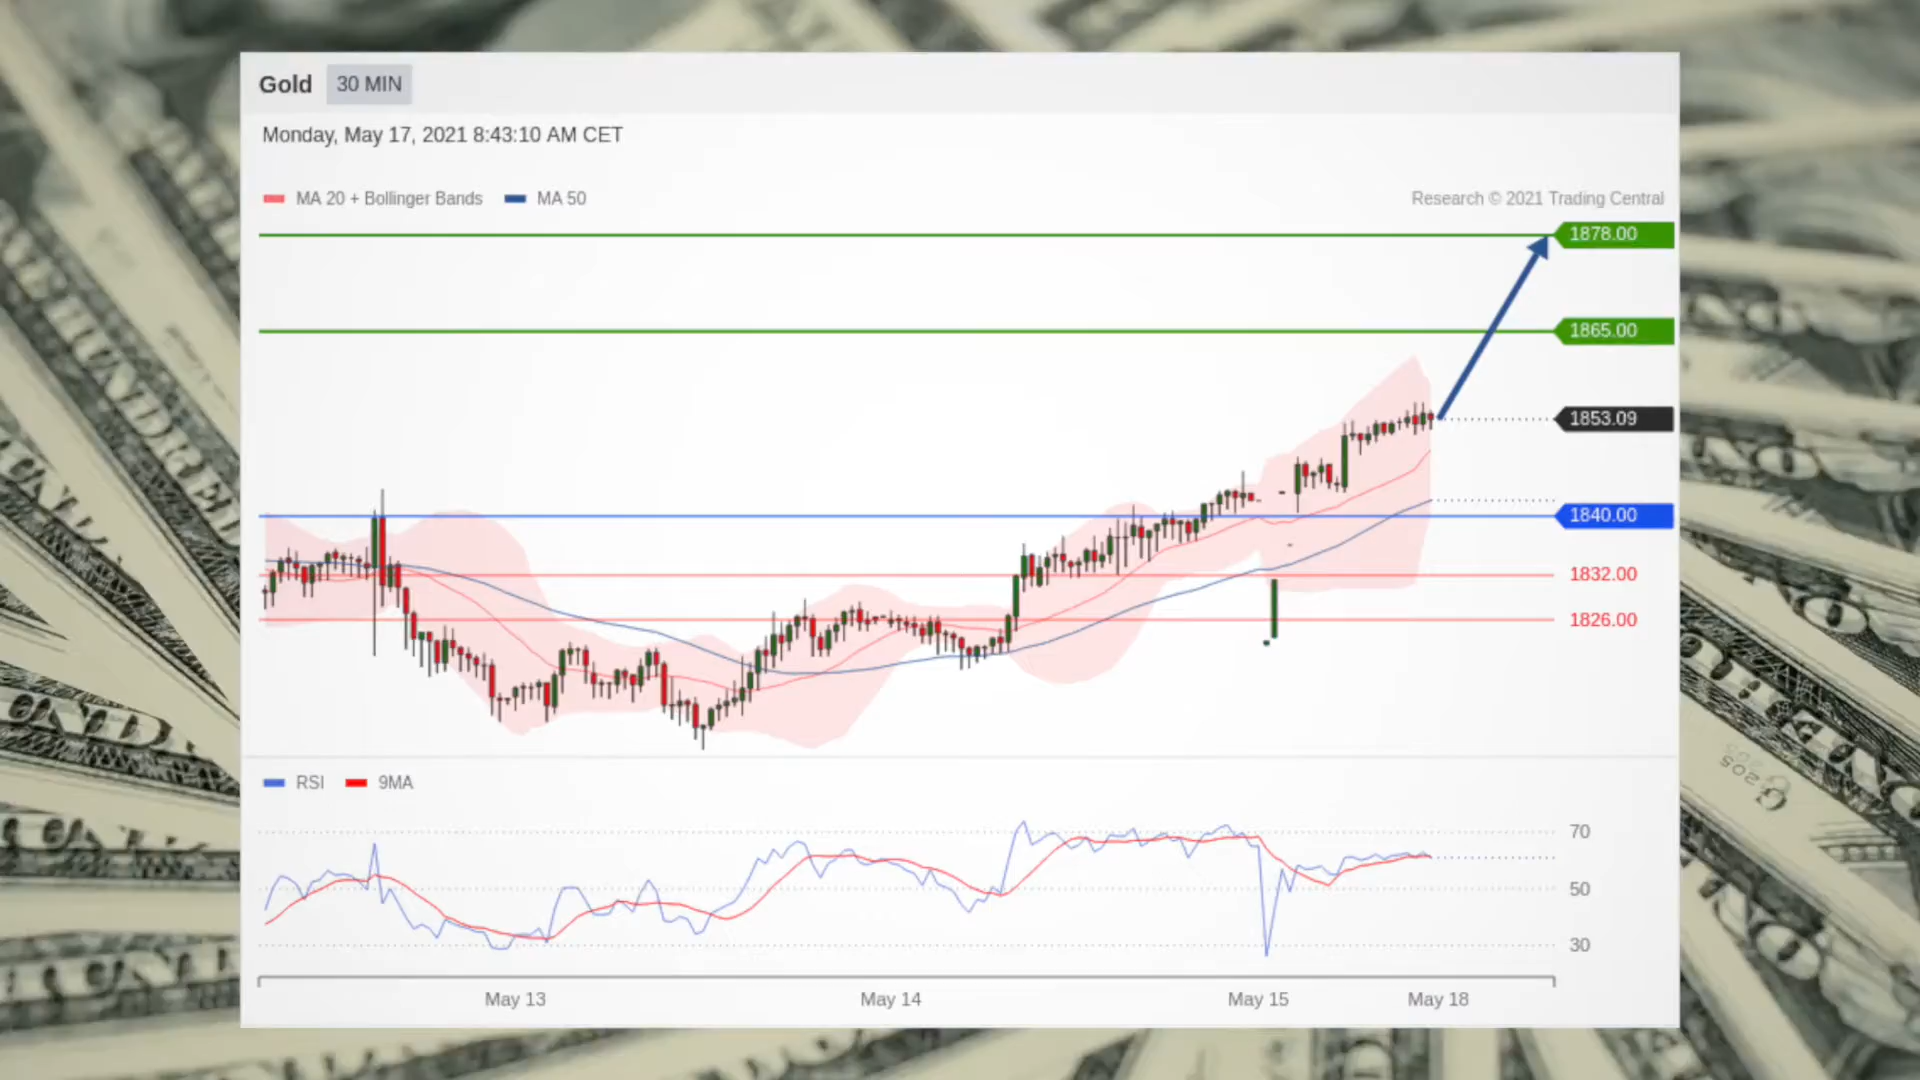 Gold 30 MIN
Monday, May 17, 2021 8:43:10 AM CET
MA 20 + Bollinger Bands MA 50
Research © 2021 Trading Central
1878.00
1865.00
1853.09
1840.00
1832.00
1826.00
RSI 9MA
70
50
30
May 13 May 14 May 15 May 18